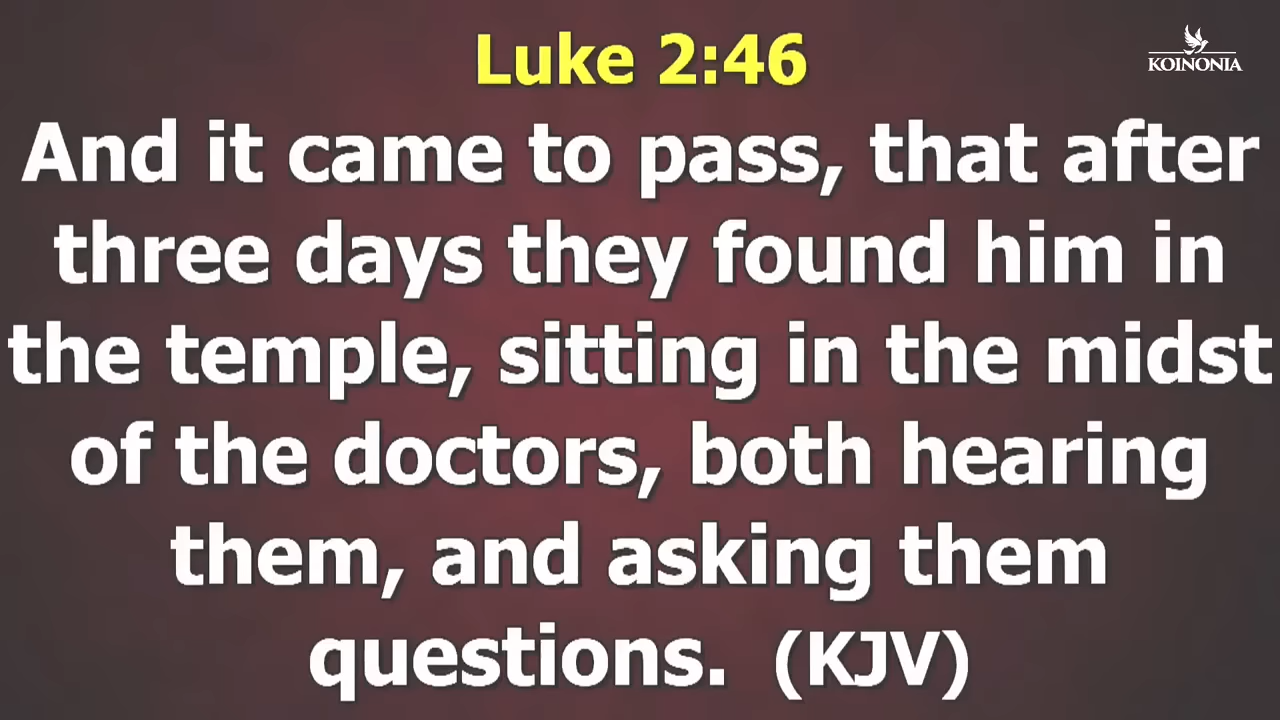 Luke 2:46
KOINONIA
And it came to pass, that after
three days they found him in
the temple, sitting in the midst
of the doctors, both hearing
them, and asking them
questions. (KJV)